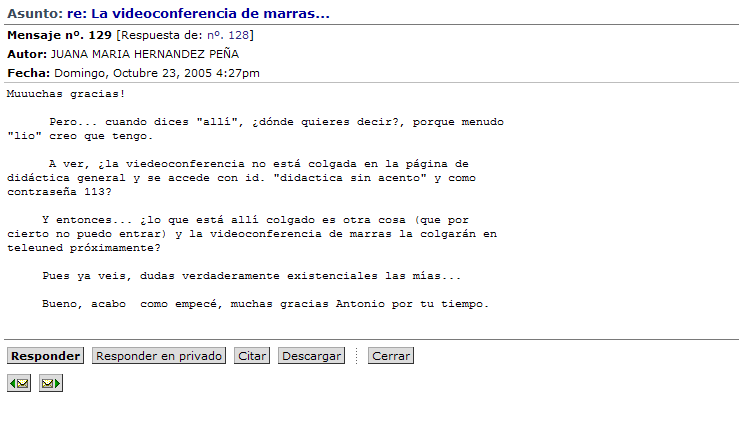 Asunto: re: La videoconferencia de marras...
Mensaje nº. 129 [Respuesta de: nº. 128]
Autor: JUANA MARIA HERNANDEZ PEÑA
Fecha: Domingo, Octubre 23, 2005 4:27pm
Muuuchas gracias!
Pero... cuando dices "allí", ¿dónde quieres decir?, porque menudo
"lio" creo que tengo.
A ver, ¿la viedeoconferencia no está colgada en la página de
didáctica general y se accede con id. "didactica sin acento" y como
contraseña 113?
Y entonces... ¿lo que está allí colgado es otra cosa (que por
cierto no puedo entrar) y la videoconferencia de marras la colgarán en
teleuned próximamente?
Pues ya veis, dudas verdaderamente existenciales las mías...
Bueno, acabo  como empecé, muchas gracias Antonio por tu tiempo.
Responder Responder en privado Citar Descargar Cerrar